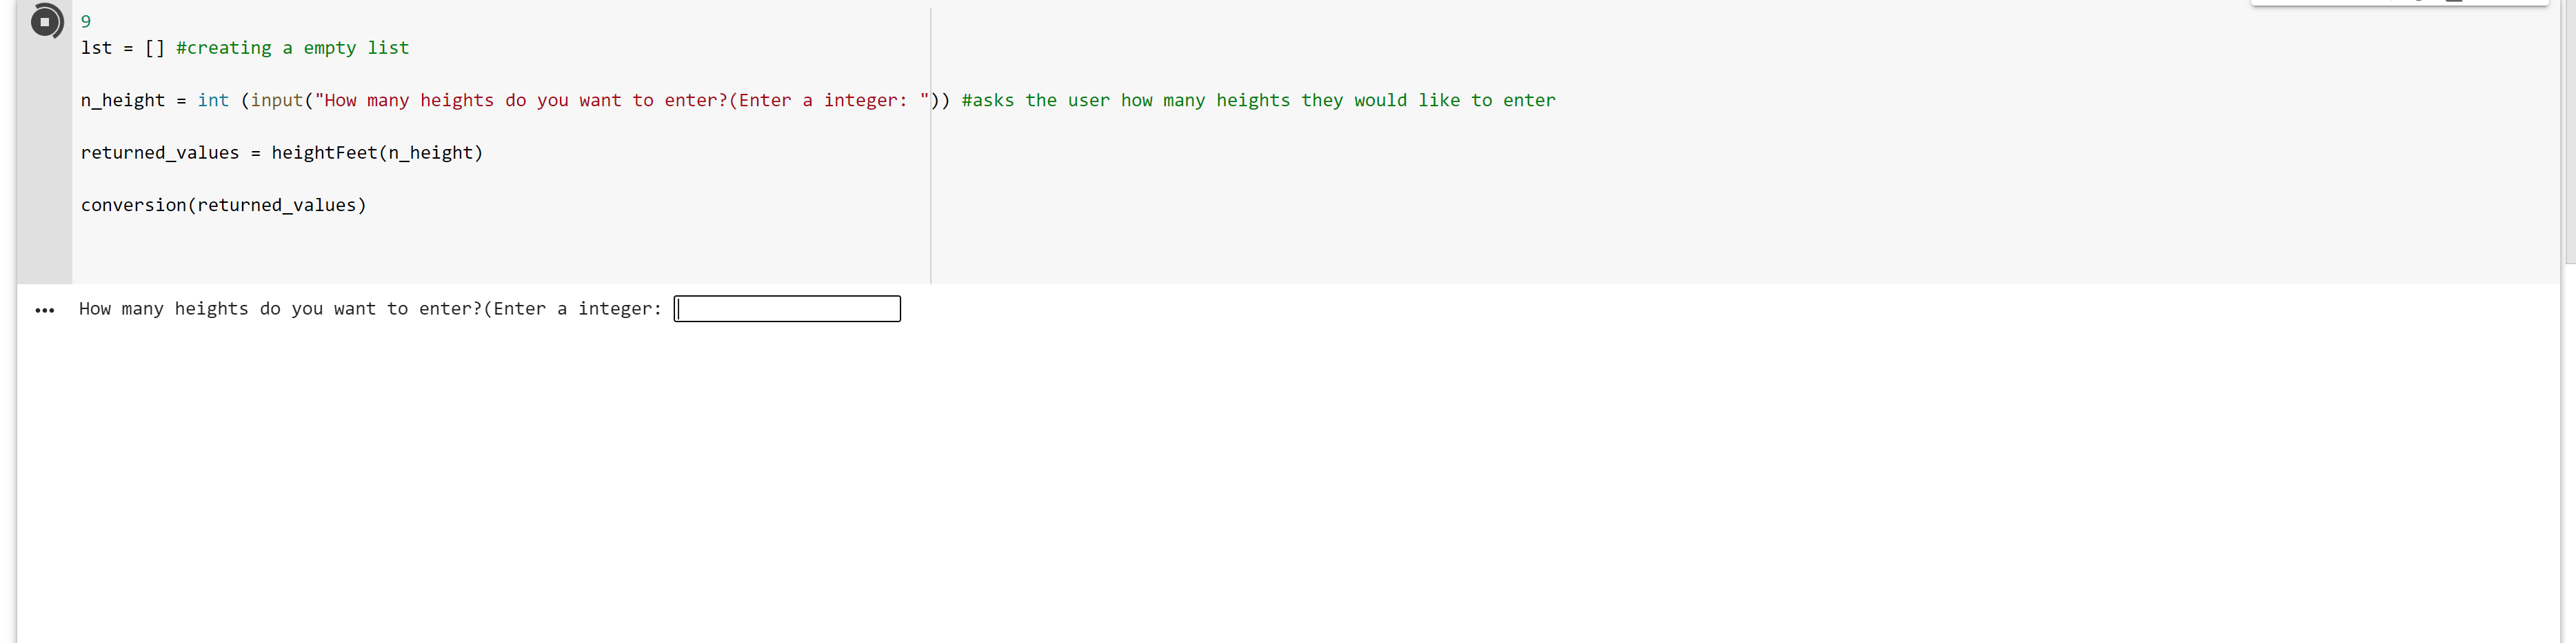 9
lst = [] #creating a empty list
n_height = int (input("How many heights do you want to enter?(Enter a integer: ")) #asks the user how many heights they would like to enter
returned_values = heightFeet(n_height)
conversion(returned_values)
How many heights do you want to enter?(Enter a integer: